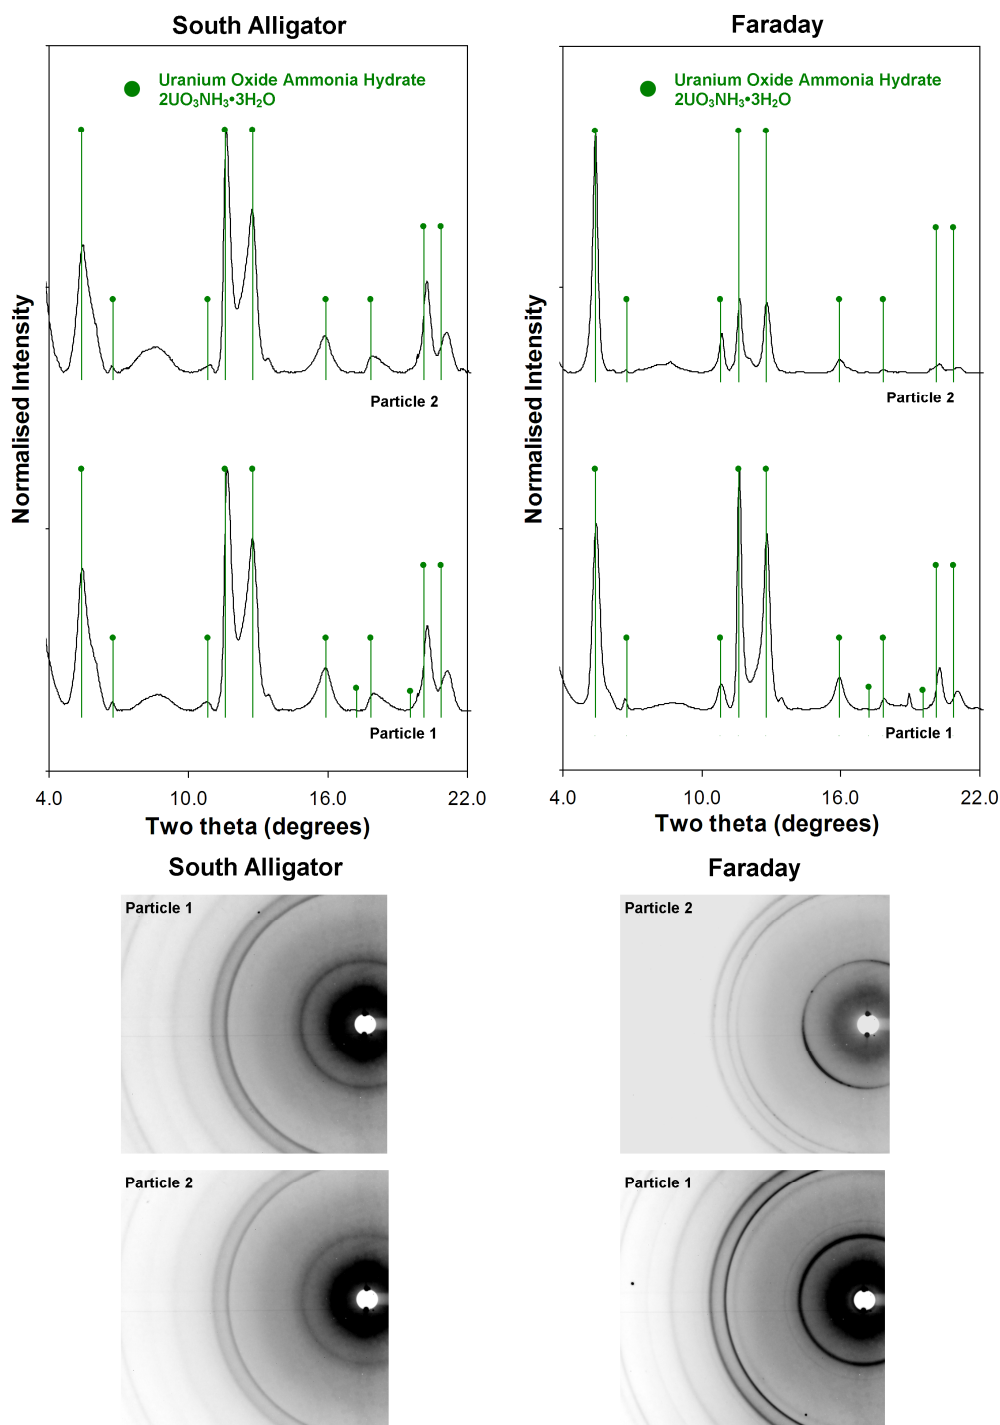 South Alligator
Uranium Oxide Ammonia Hydrate
2UO₃NH₃•3H₂O
Normalised Intensity
Particle 2
Particle 1
4.0 10.0 16.0 22.0
Two theta (degrees)
Faraday
Uranium Oxide Ammonia Hydrate
2UO₃NH₃•3H₂O
Normalised Intensity
Particle 2
Particle 1
4.0 10.0 16.0 22.0
Two theta (degrees)
South Alligator
Particle 1
Particle 2
Faraday
Particle 2
Particle 1